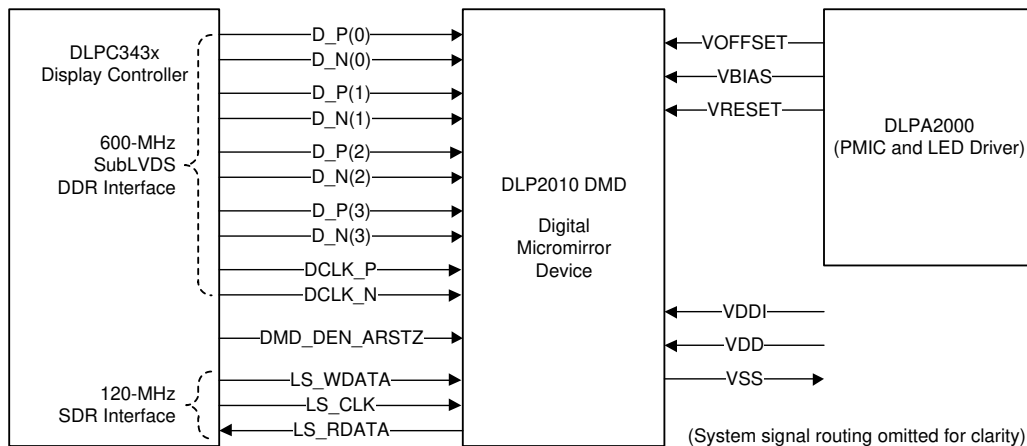 DLPC343x
Display Controller
600-MHz
SubLVDS
DDR Interface
120-MHz
SDR Interface
D_P(0)
D_N(0)
D_P(1)
D_N(1)
D_P(2)
D_N(2)
D_P(3)
D_N(3)
DCLK_P
DCLK_N
DMD_DEN_ARSTZ
LS_WDATA
LS_CLK
LS_RDATA
DLP2010 DMD
Digital
Micromirror
Device
VOFFSET
VBIAS
VRESET
VDDI
VDD
VSS
DLPA2000
(PMIC and LED Driver)
(System signal routing omitted for clarity)